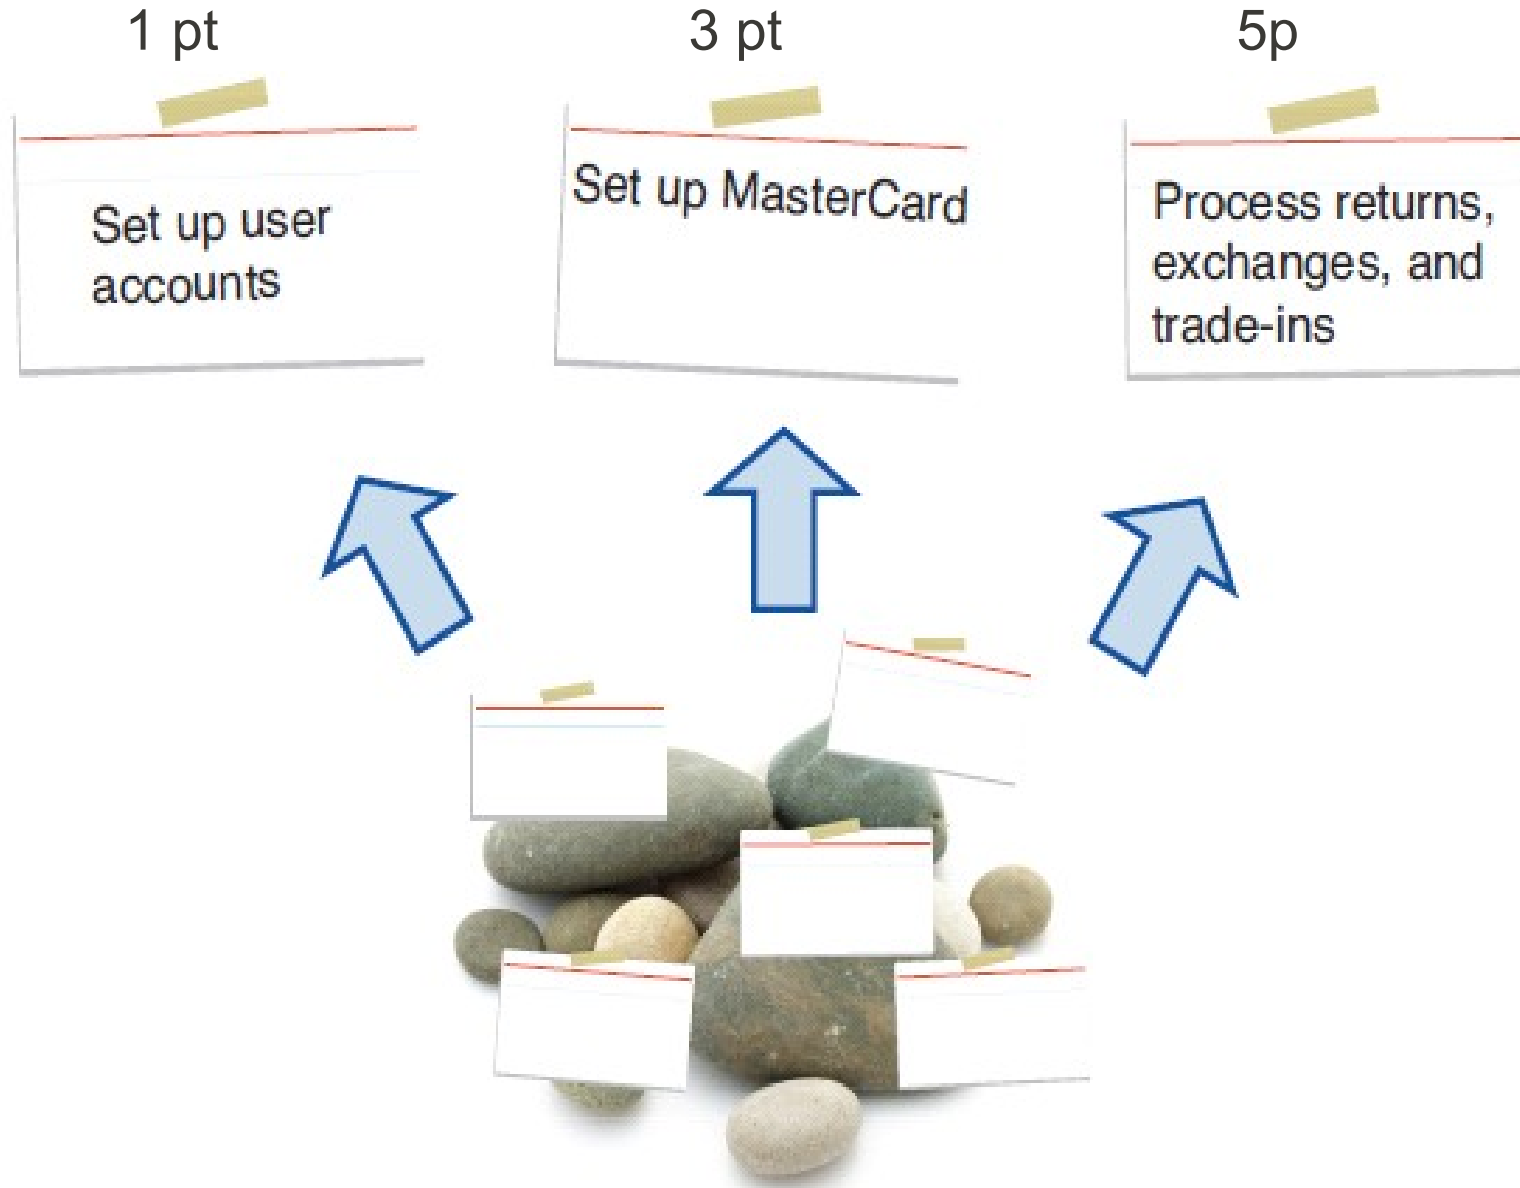 1 pt
3 pt
5p
Set up user
accounts
Set up MasterCard
Process returns,
exchanges, and
trade-ins